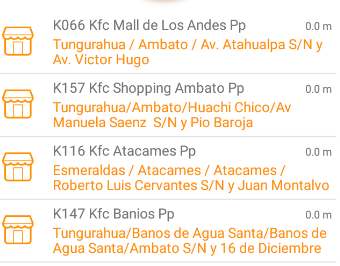 K066 Kfc Mall de Los Andes Pp 0.0 m
Tungurahua / Ambato / Av. Atahualpa S/N y
Av. Victor Hugo
K157 Kfc Shopping Ambato Pp 0.0 m
Tungurahua/Ambato/Huachi Chico/Av
Manuela Saenz  S/N y Pio Baroja
K116 Kfc Atacames Pp 0.0 m
Esmeraldas / Atacames / Atacames /
Roberto Luis Cervantes S/N y Juan Montalvo
K147 Kfc Banios Pp 0.0 m
Tungurahua/Banos de Agua Santa/Banos de
Agua Santa/Ambato S/N y 16 de Diciembre